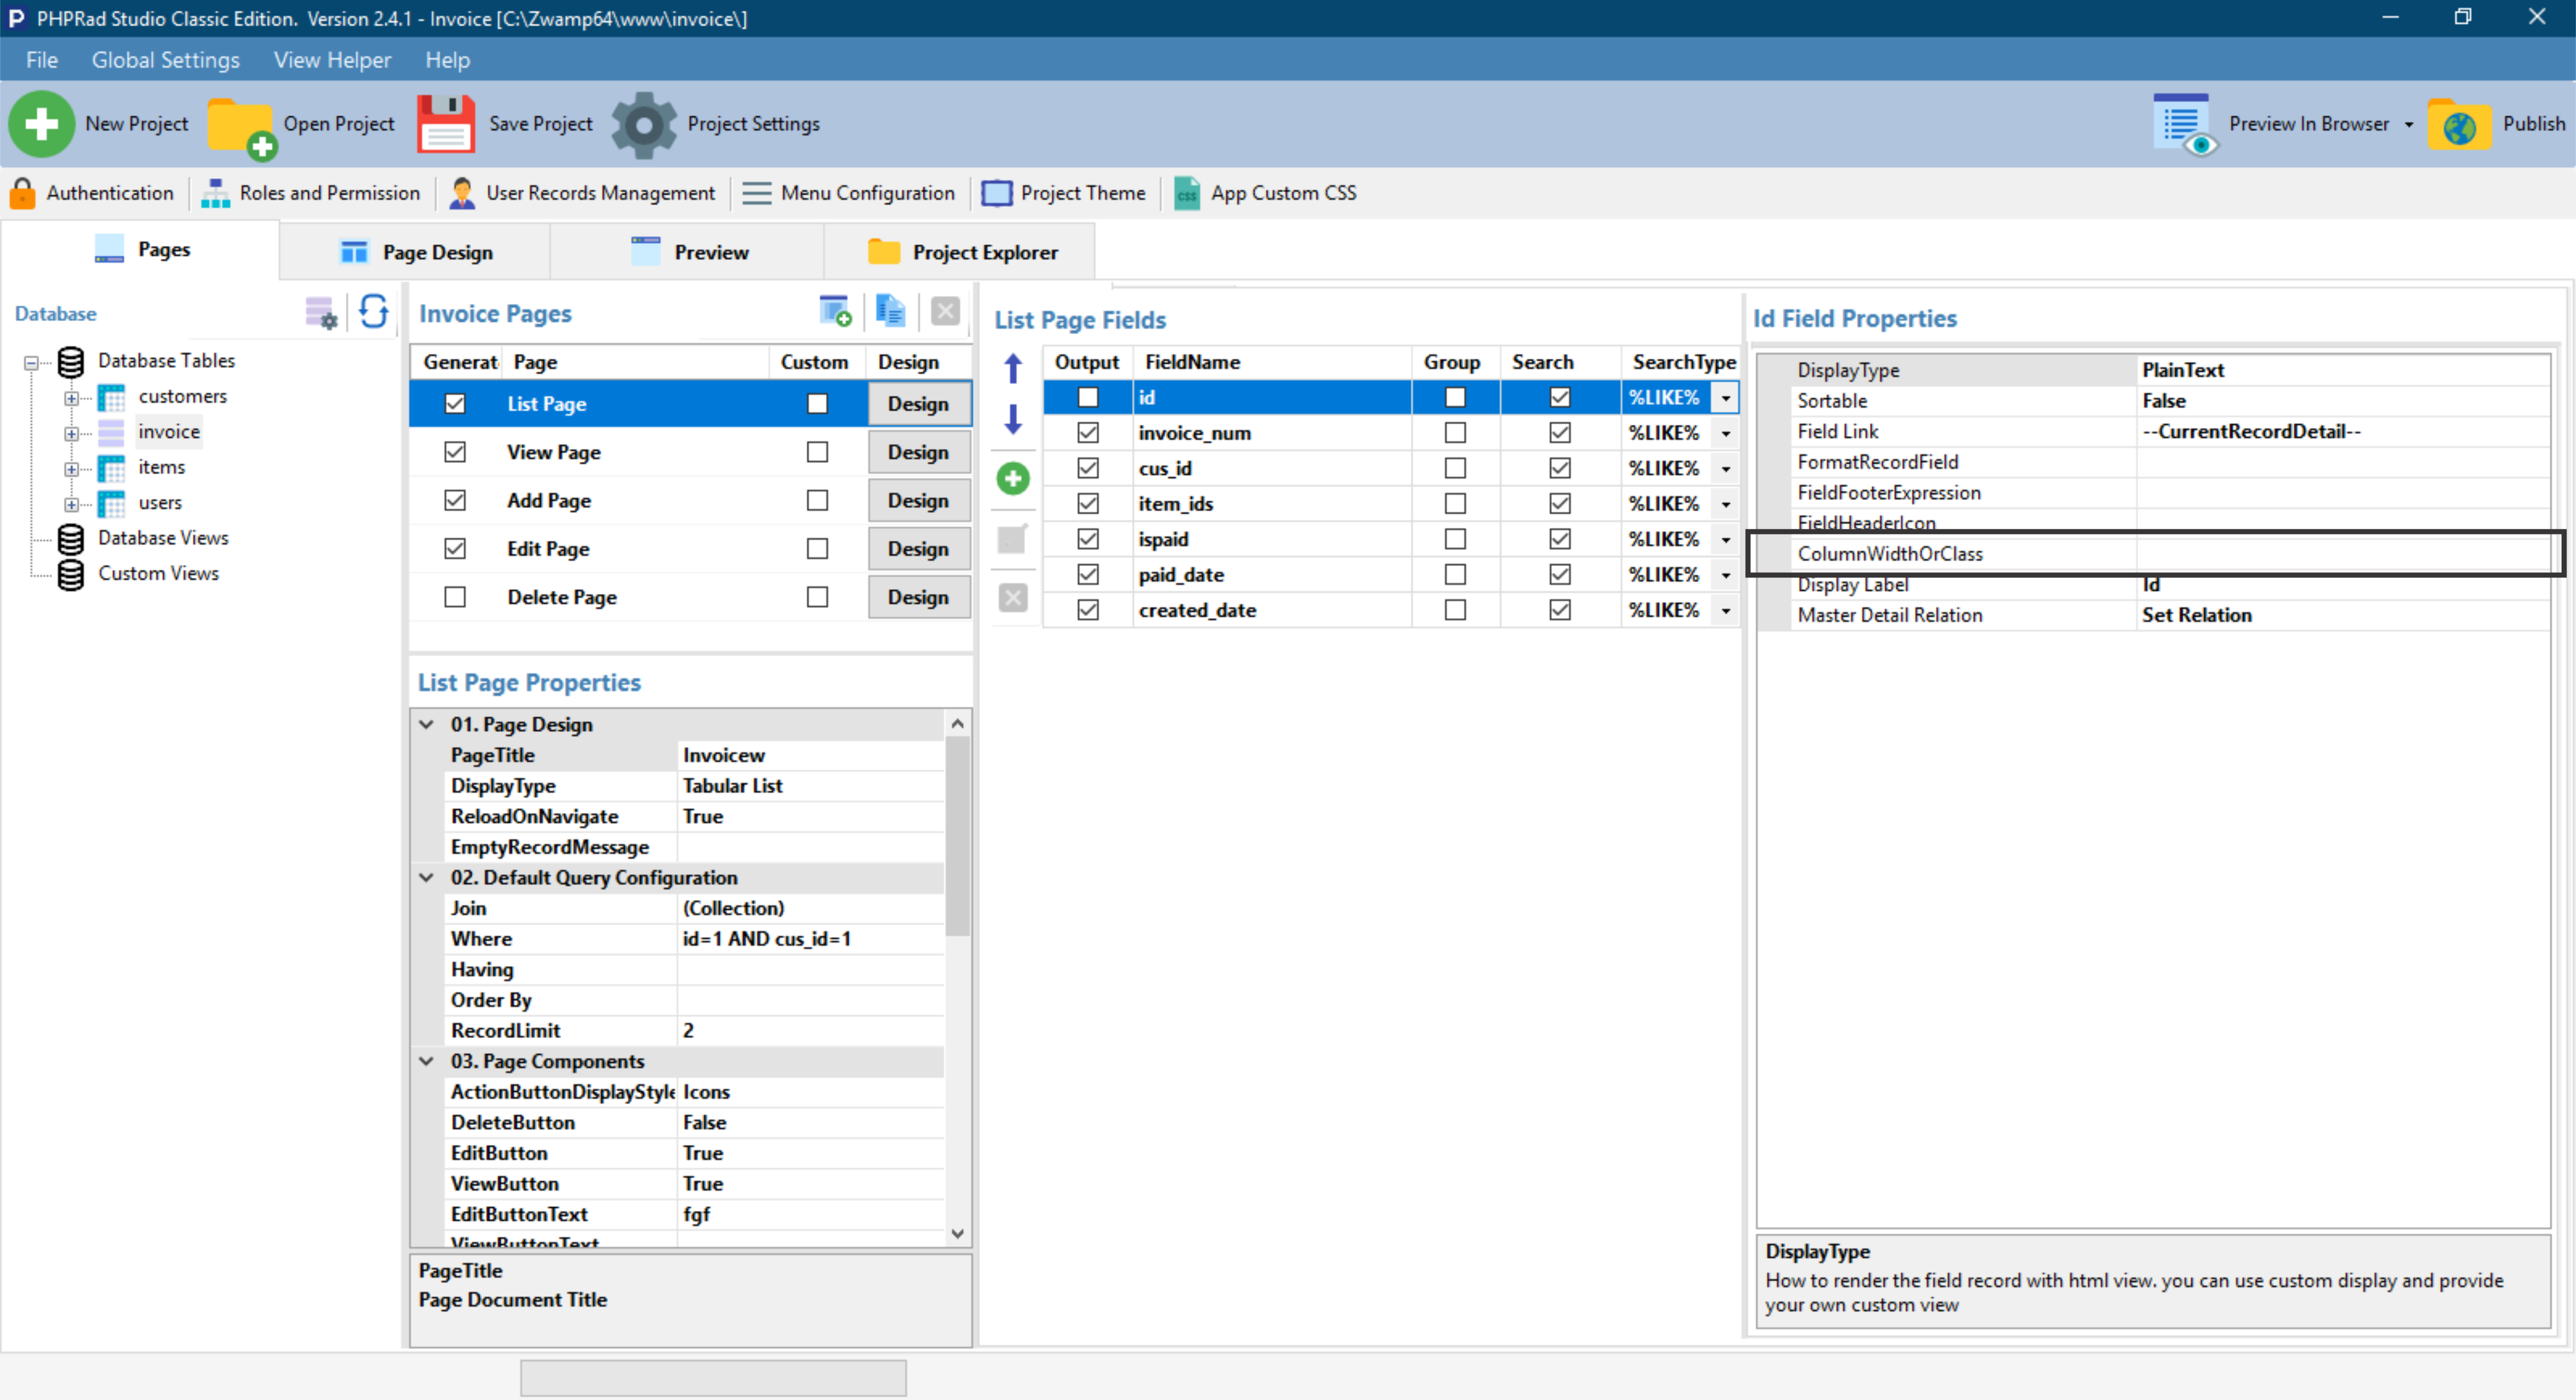 PHPRad Studio Classic Edition. Version 2.4.1 - Invoice [C:\Zwamp64\www\invoice\]
File Global Settings View Helper Help
New Project Open Project Save Project Project Settings Preview In Browser Publish
Authentication Roles and Permission User Records Management Menu Configuration Project Theme css App Custom CSS
Pages Page Design Preview Project Explorer
Database
Database Tables
customers
invoice
items
users
Database Views
Custom Views
Invoice Pages
Generat Page Custom Design
List Page Design
View Page Design
Add Page Design
Edit Page Design
Delete Page Design
List Page Properties
01. Page Design
PageTitle Invoicew
DisplayType Tabular List
ReloadOnNavigate True
EmptyRecordMessage
02. Default Query Configuration
Join (Collection)
Where id=1 AND cus_id=1
Having
Order By
RecordLimit 2
03. Page Components
ActionButtonDisplayStyle Icons
DeleteButton False
EditButton True
ViewButton True
EditButtonText fgf
ViewButtonText
PageTitle
Page Document Title
List Page Fields
Output FieldName Group Search SearchType
id %LIKE%
invoice_num %LIKE%
cus_id %LIKE%
item_ids %LIKE%
ispaid %LIKE%
paid_date %LIKE%
created_date %LIKE%
Id Field Properties
DisplayType PlainText
Sortable False
Field Link --CurrentRecordDetail--
FormatRecordField
FieldFooterExpression
FieldHeaderIcon
ColumnWidthOrClass
Display Label Id
Master Detail Relation Set Relation
DisplayType
How to render the field record with html view. you can use custom display and provide
your own custom view